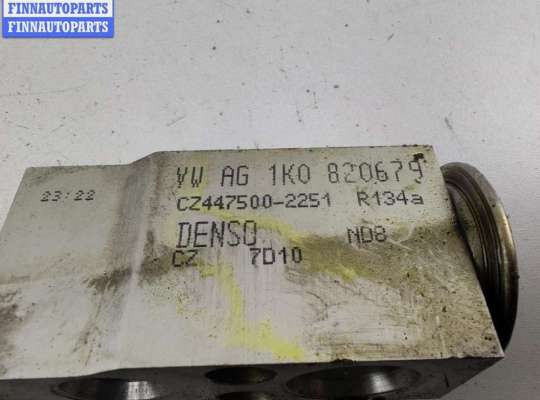 FINNAUTOPARTS
FINNAUTOPARTS
VW AG 1K0 820679
23:22
CZ447500-2251 R134a
DENSO ND8
CZ 7D10